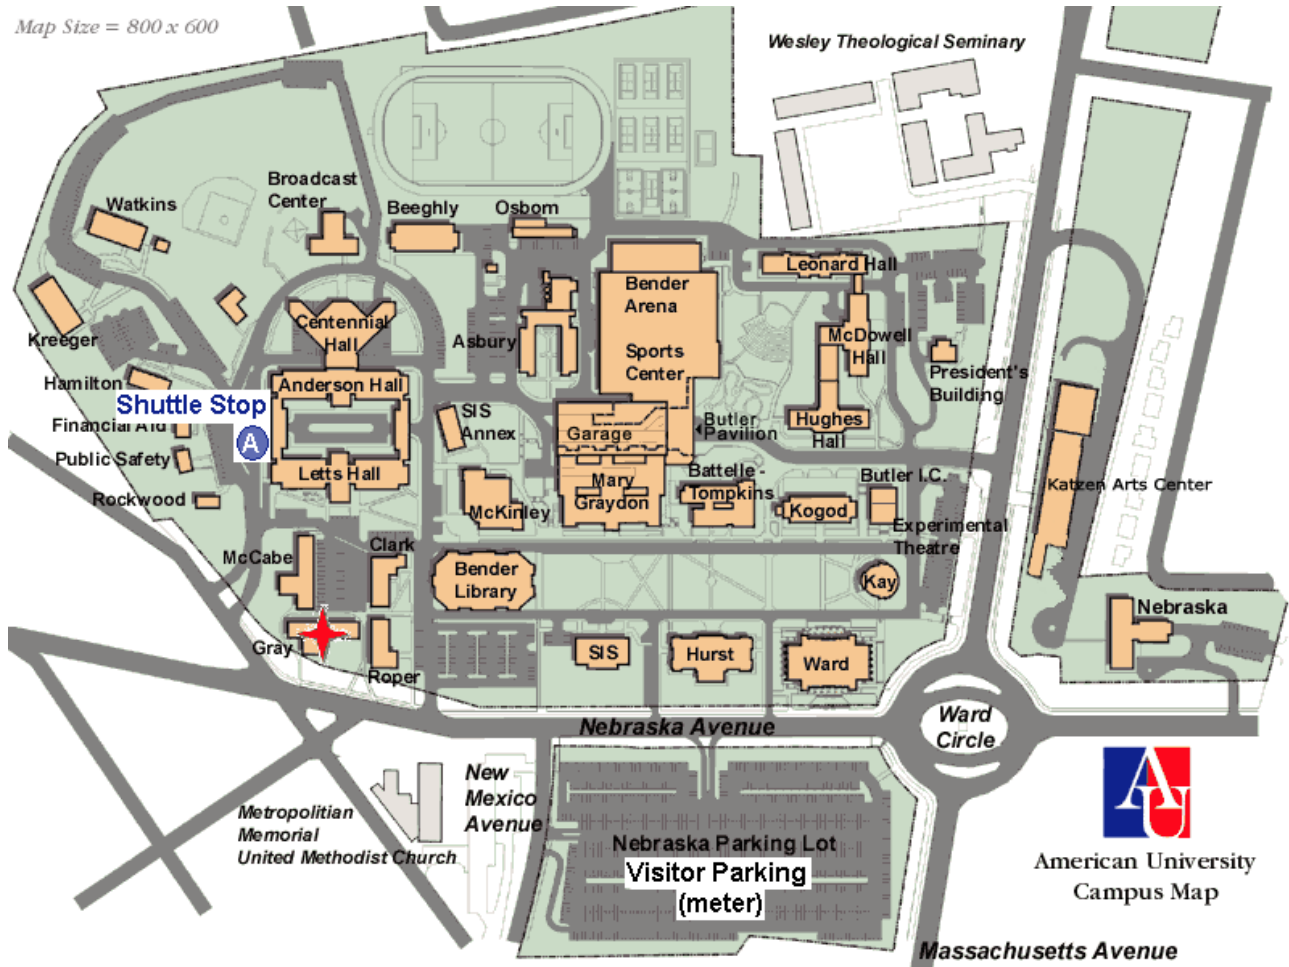 Map Size = 800 x 600
Wesley Theological Seminary
Broadcast
Center
Watkins
Beeghly
Osborn
Leonard Hall
Bender
Arena
Kreeger
Centennial
Hall
Asbury
McDowell
Hall
Sports
Center
President's
Building
Hamilton
Anderson Hall
Shuttle Stop
A
Financial Aid
SIS
Annex
Garage
Butler
Pavilion
Hughes
Hall
Public Safety
Letts Hall
Mary
Graydon
Battelle -
Tompkins
Butler I.C.
Katzen Arts Center
Rockwood
McKinley
Kogod
Experimental
Theatre
McCabe
Clark
Bender
Library
Kay
Nebraska
Gray
Roper
SIS
Hurst
Ward
Nebraska Avenue
Ward
Circle
New
Mexico
Avenue
Metropolitian
Memorial
United Methodist Church
Nebraska Parking Lot
Visitor Parking
(meter)
AU
American University
Campus Map
Massachusetts Avenue